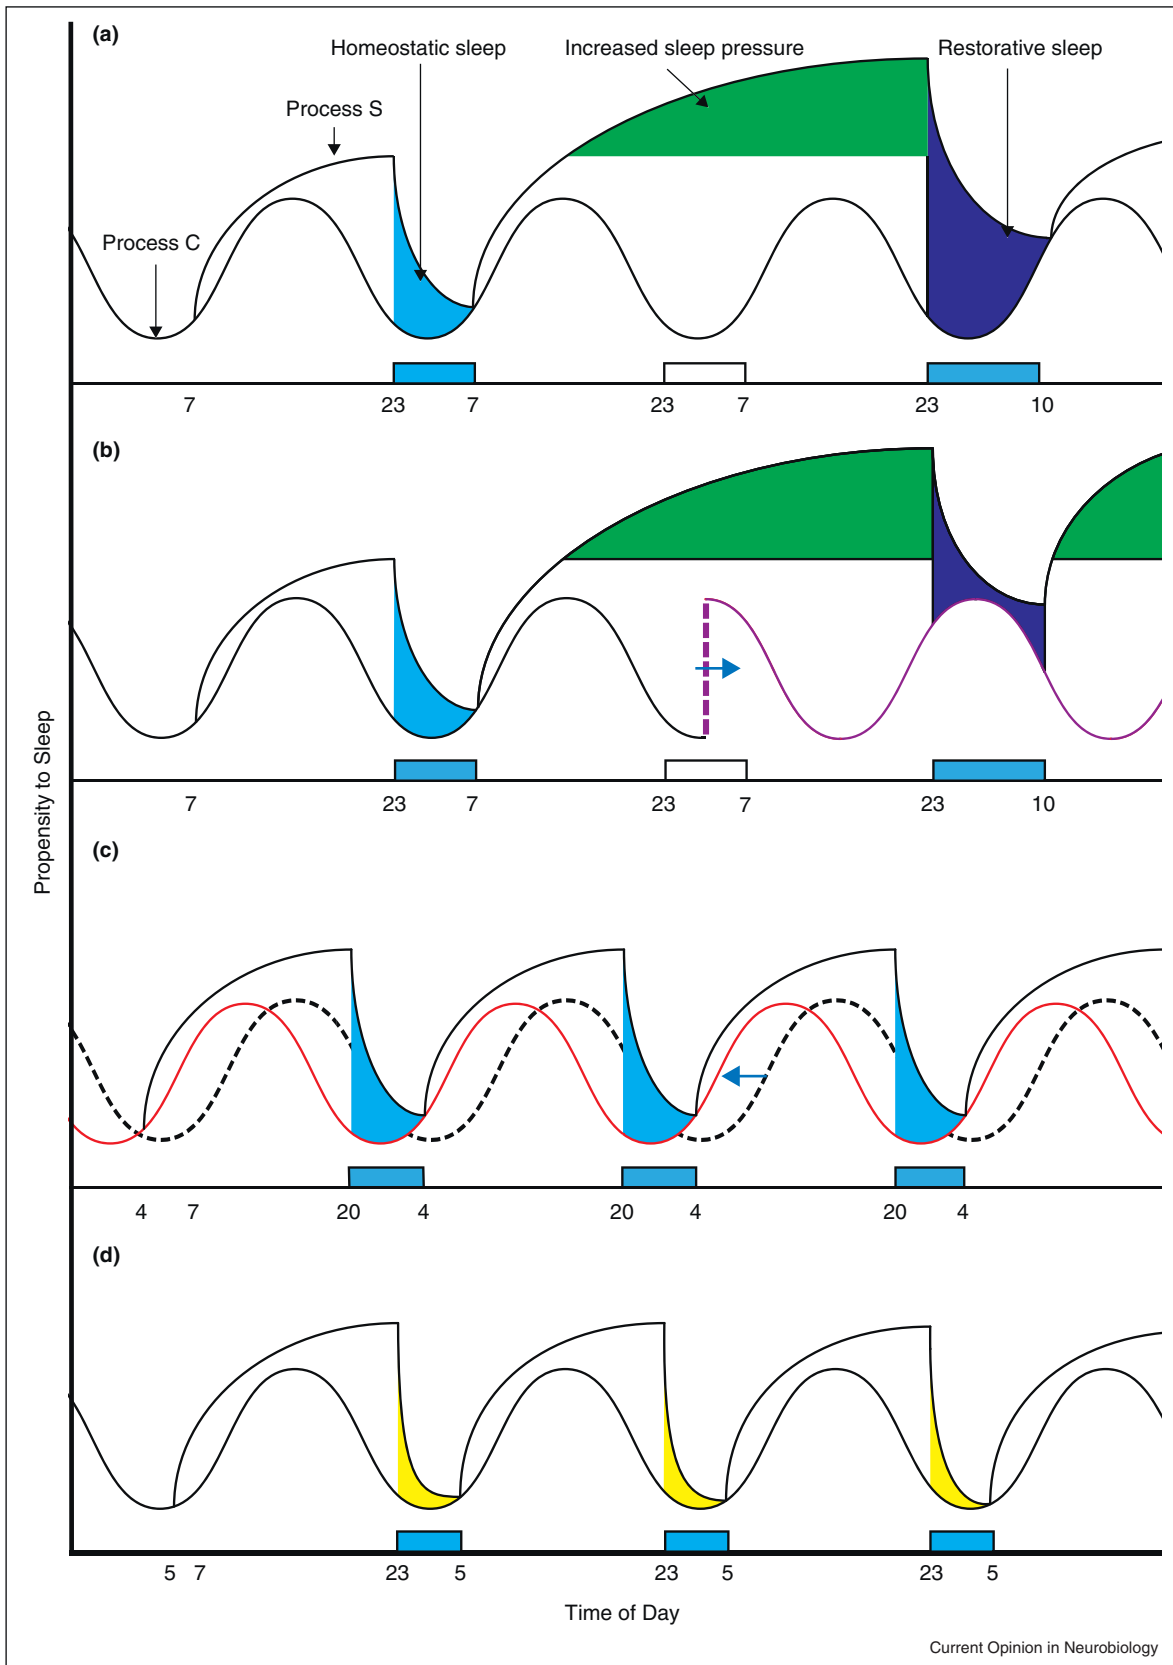 (a)
Homeostatic sleep
Increased sleep pressure
Restorative sleep
Process S
Process C
7 23 7 23 7 23 10
(b)
7 23 7 23 7 23 10
Propensity to Sleep
(c)
4 7 20 4 20 4 20 4
(d)
5 7 23 5 23 5 23 5
Time of Day
Current Opinion in Neurobiology